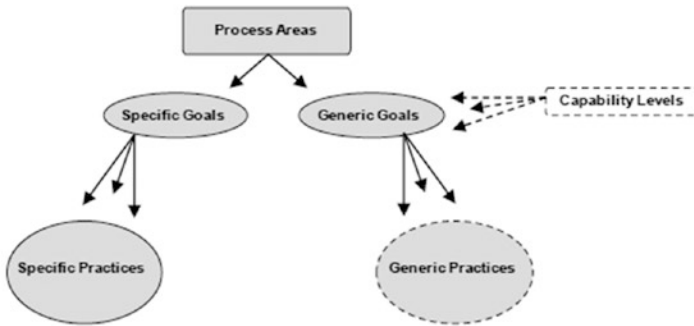 Process Areas
Specific Goals
Generic Goals
Capability Levels
Specific Practices
Generic Practices